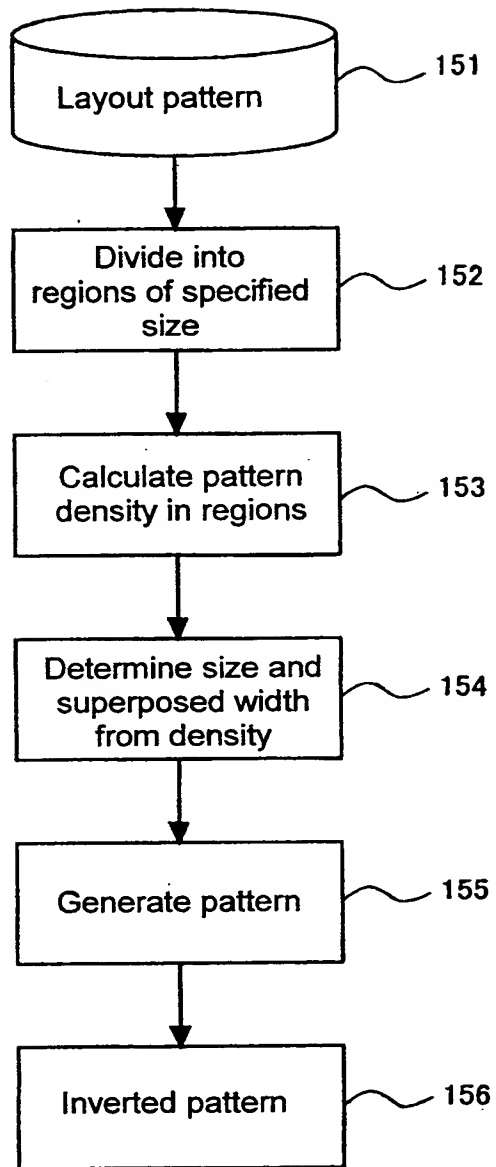 Layout pattern
151
Divide into
regions of specified
size
152
Calculate pattern
density in regions
153
Determine size and
superposed width
from density
154
Generate pattern
155
Inverted pattern
156